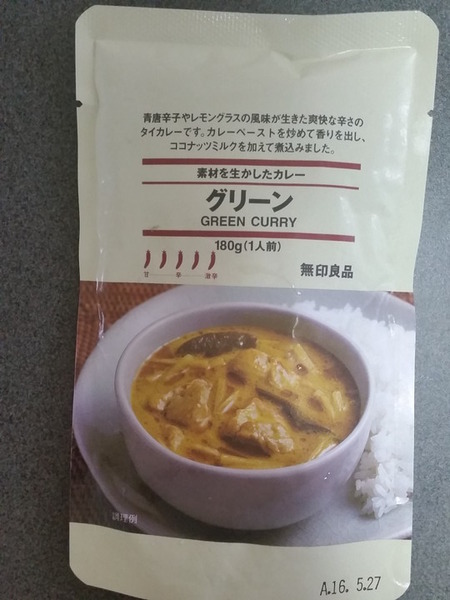 青唐辛子やレモングラスの風味が生きた爽快な辛さの
タイカレーです。カレーペーストを炒めて香りを出し、
ココナッツミルクを加えて煮込みました。
素材を生かしたカレー
グリーン
GREEN CURRY
180g(1人前)
甘 辛 激辛
無印良品
調理例
A.16. 5.27